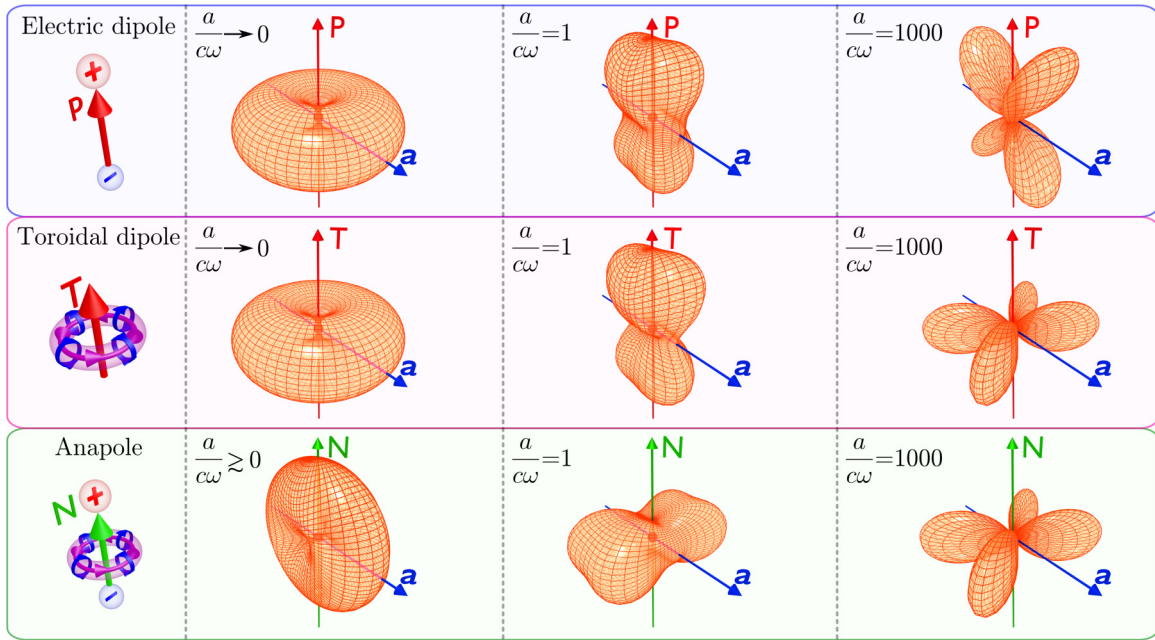 Electric dipole
+
P
−
a/cω → 0
P
a
a/cω = 1
P
a
a/cω = 1000
P
a
Toroidal dipole
T
a/cω → 0
T
a
a/cω = 1
T
a
a/cω = 1000
T
a
Anapole
+
N
−
a/cω ≳ 0
N
a
a/cω = 1
N
a
a/cω = 1000
N
a